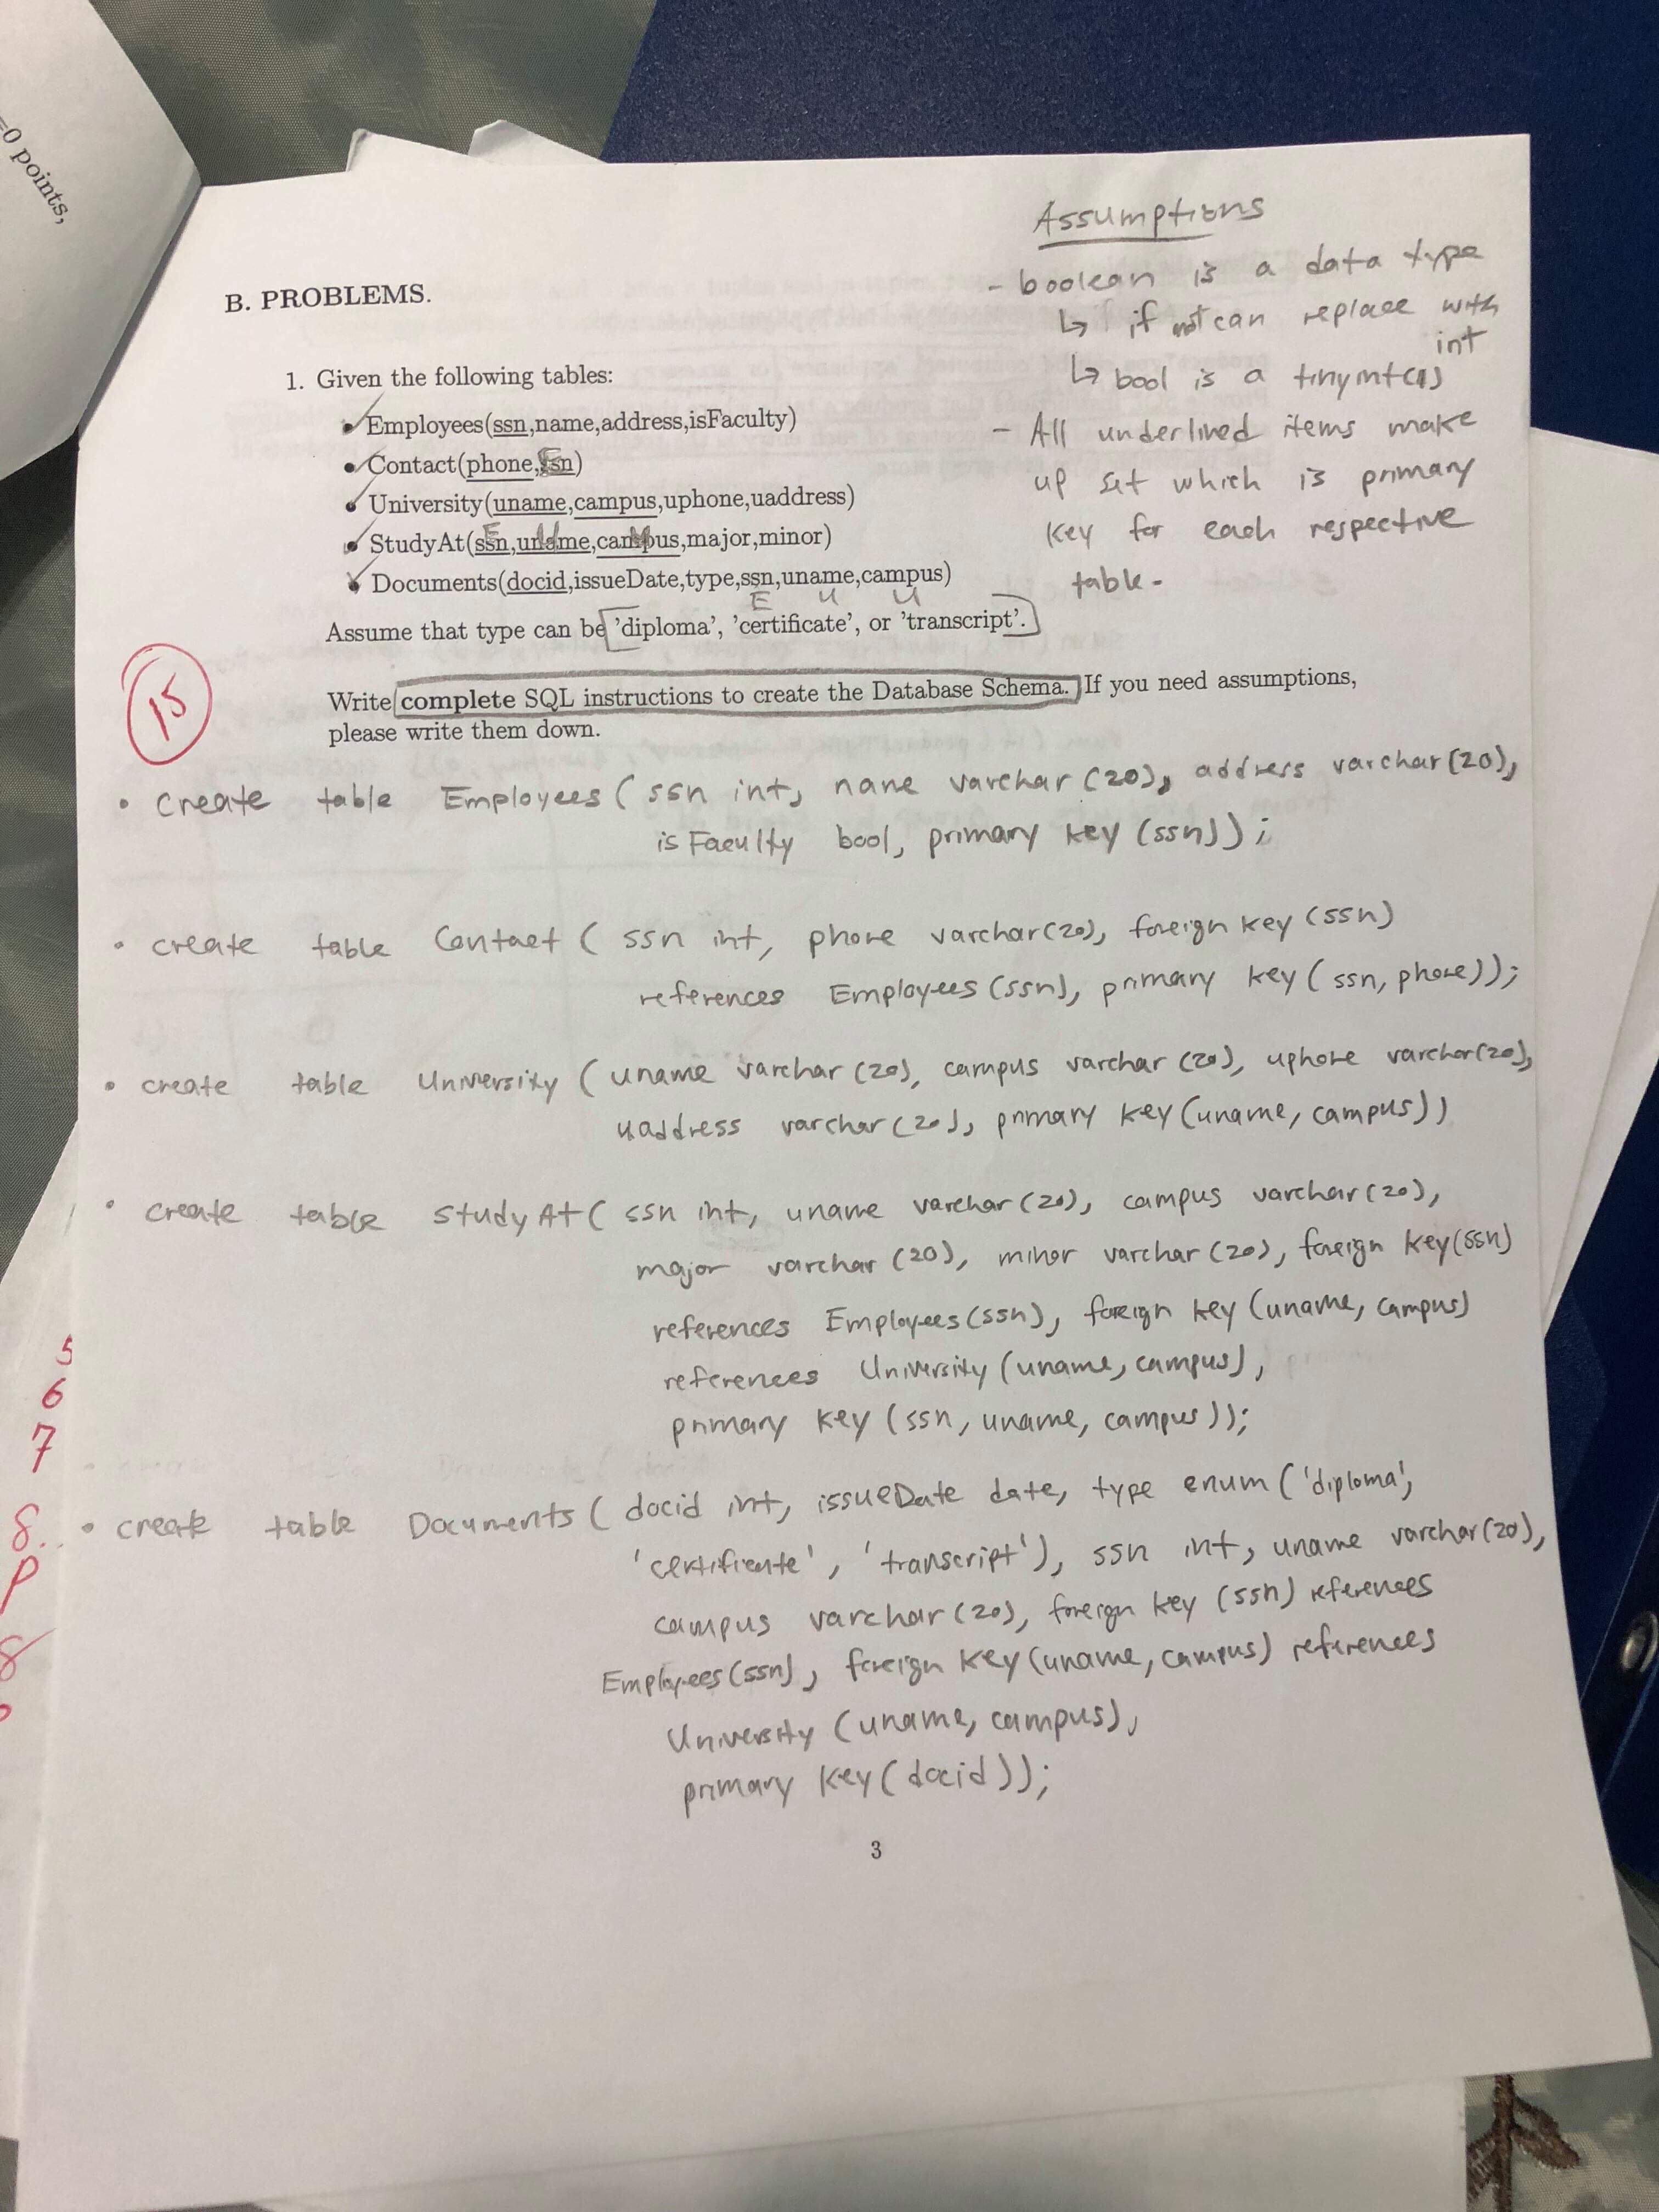 =0 points,
Assumptions
- boolean is a data type
↳ if not can replace with
int
↳ bool is a tinyint(1)
- All underlined items make
up set which is primary
key for each respective
table.
B. PROBLEMS.
1. Given the following tables:
• Employees(ssn,name,address,isFaculty)
• Contact(phone,ssn)
E
• University(uname,campus,uphone,uaddress)
• StudyAt(ssn,uname,campus,major,minor)
E U
• Documents(docid,issueDate,type,ssn,uname,campus)
E U U
Assume that type can be 'diploma', 'certificate', or 'transcript'.
15
Write complete SQL instructions to create the Database Schema. If you need assumptions,
please write them down.
• create table Employees ( ssn int, name varchar (20), address varchar (20),
isFaculty bool, primary key (ssn));
• create table Contact ( ssn int, phone varchar(20), foreign key (ssn)
references Employees (ssn), primary key ( ssn, phone));
• create table University ( uname varchar (20), campus varchar (20), uphone varchar(20),
uaddress varchar (20), primary key (uname, campus))
• create table StudyAt ( ssn int, uname varchar (20), campus varchar (20),
major varchar (20), minor varchar (20), foreign key (ssn)
references Employees (ssn), foreign key (uname, campus)
references University (uname, campus),
primary key (ssn, uname, campus));
• create table Documents ( docid int, issueDate date, type enum ('diploma',
'certificate', 'transcript'), ssn int, uname varchar(20),
campus varchar (20), foreign key (ssn) references
Employees (ssn), foreign key (uname, campus) references
University (uname, campus),
primary key (docid));
5
6
7
8.
P
8
3